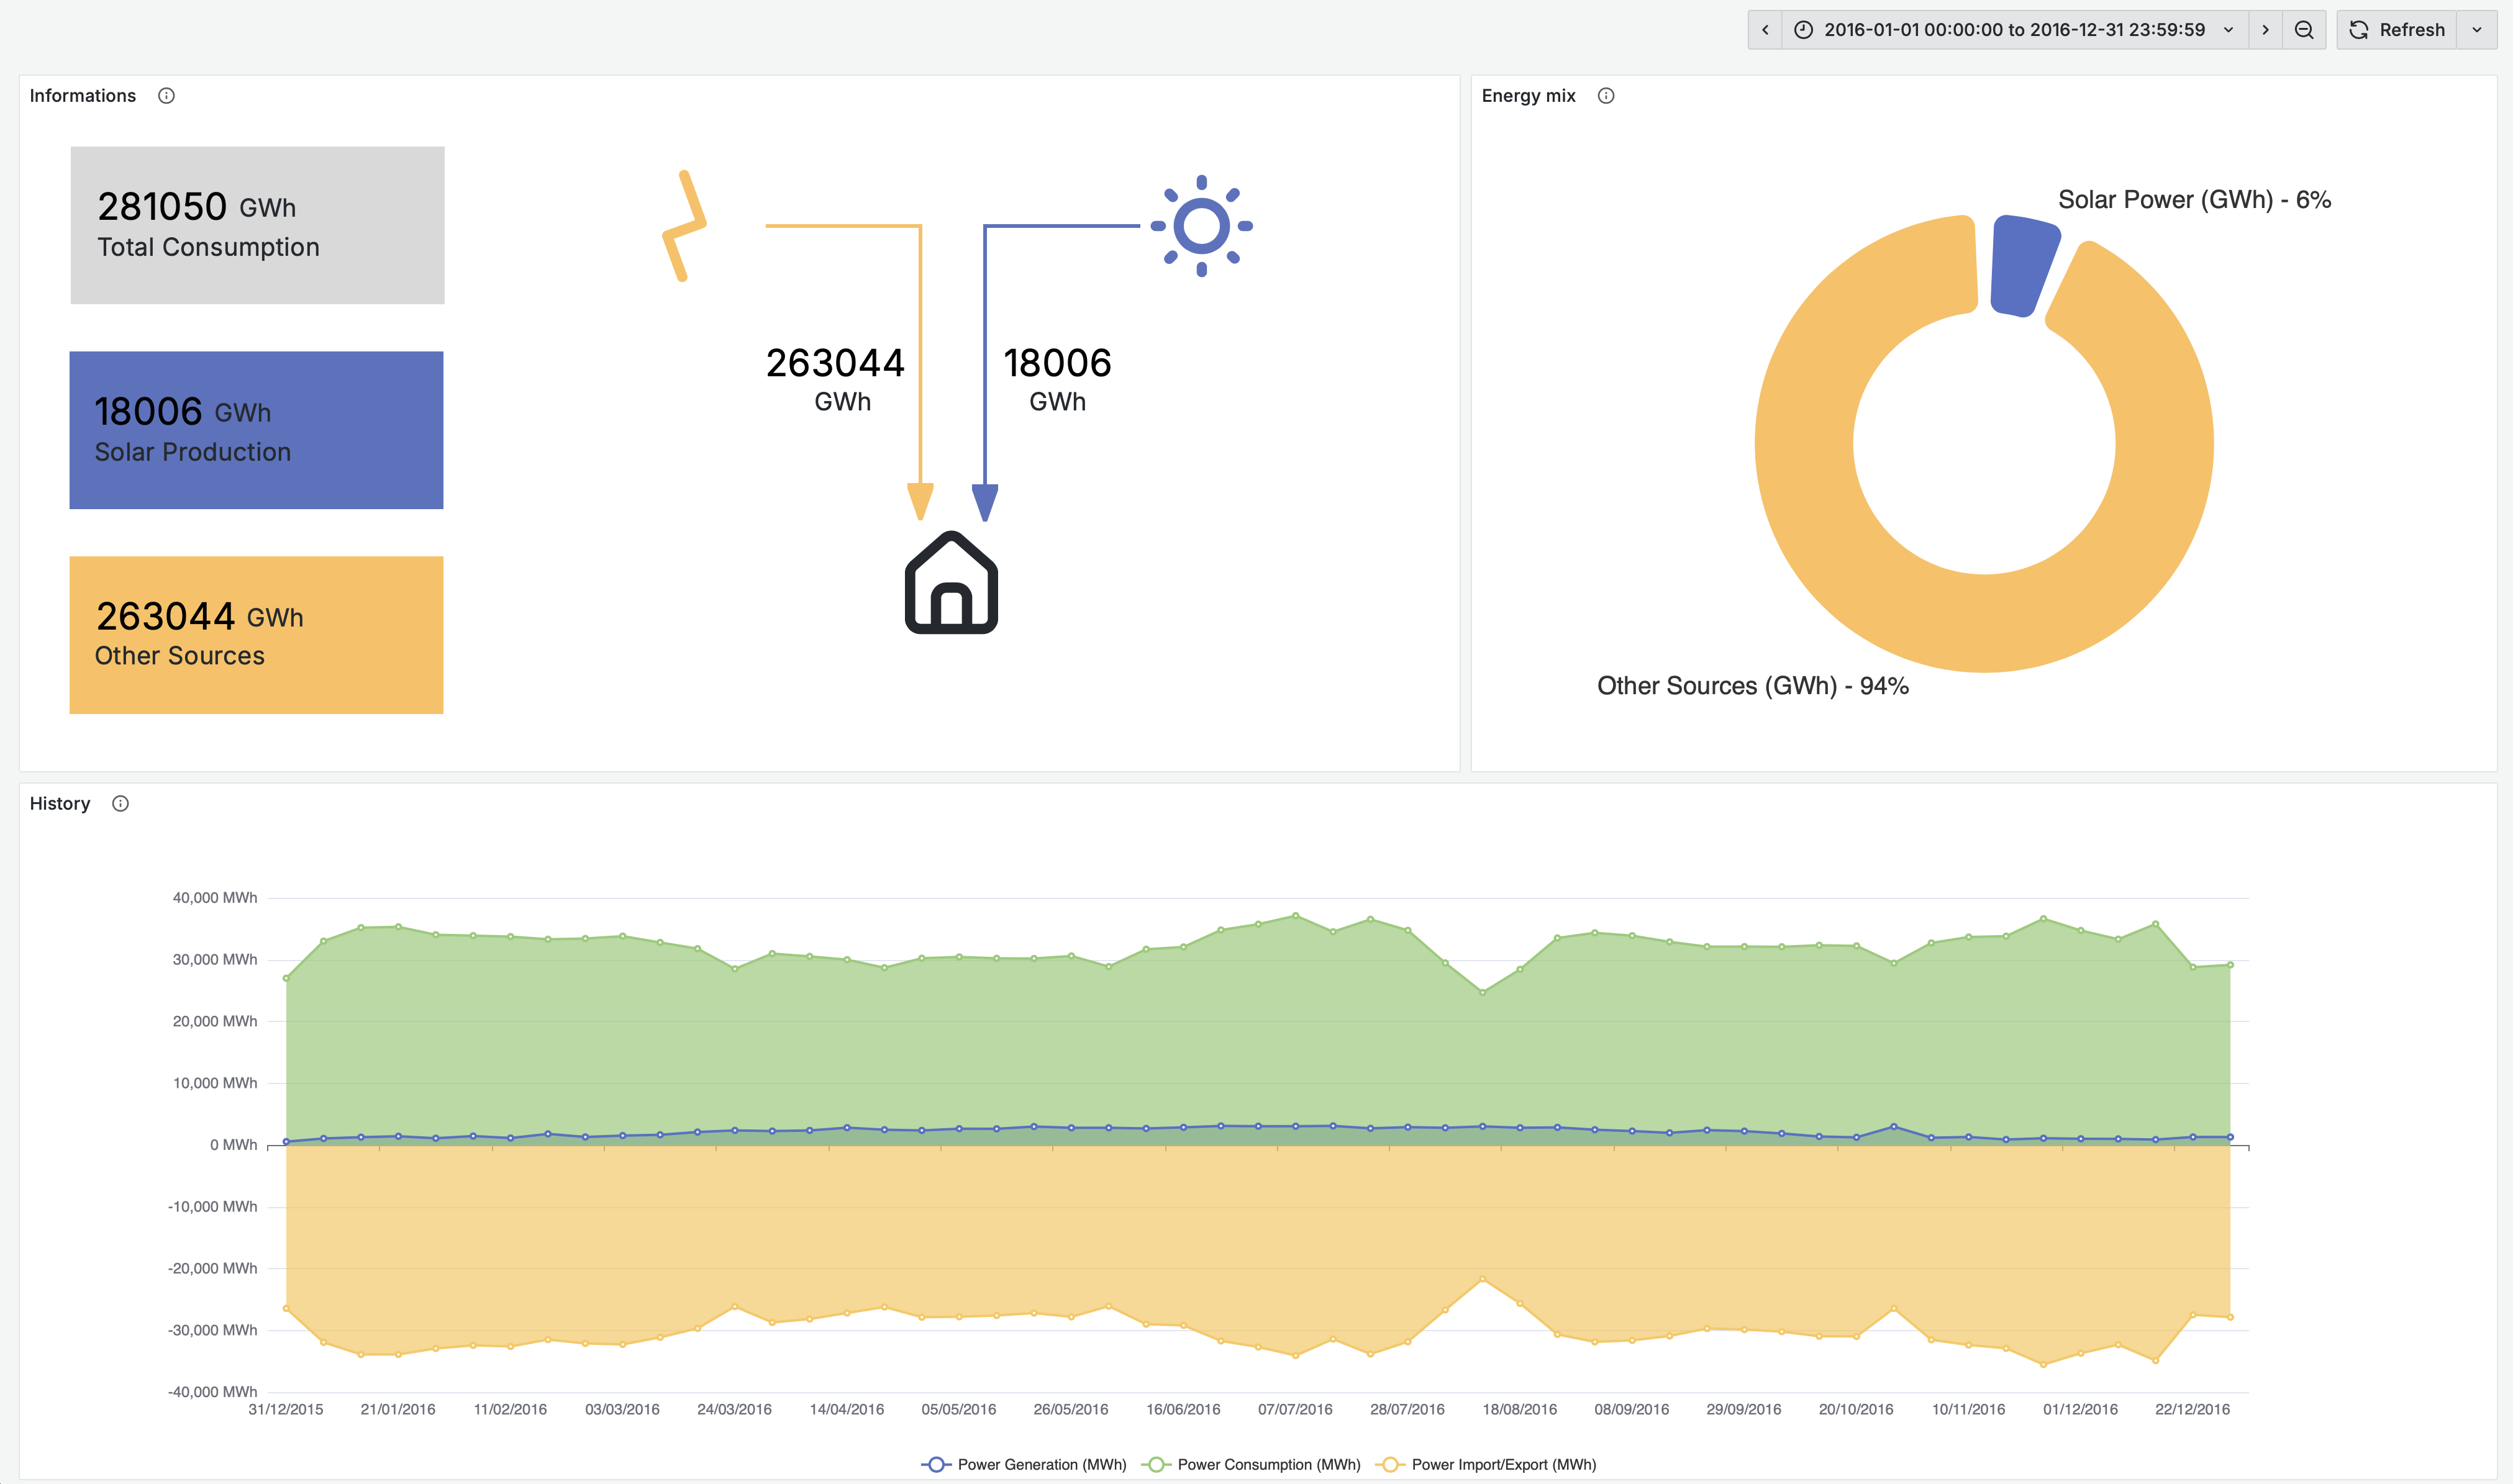 2016-01-01 00:00:00 to 2016-12-31 23:59:59
Refresh
Informations
281050 GWh
Total Consumption
18006 GWh
Solar Production
263044 GWh
Other Sources
263044
GWh
18006
GWh
Energy mix
Solar Power (GWh) - 6%
Other Sources (GWh) - 94%
History
40,000 MWh
30,000 MWh
20,000 MWh
10,000 MWh
0 MWh
-10,000 MWh
-20,000 MWh
-30,000 MWh
-40,000 MWh
31/12/2015 21/01/2016 11/02/2016 03/03/2016 24/03/2016 14/04/2016 05/05/2016 26/05/2016 16/06/2016 07/07/2016 28/07/2016 18/08/2016 08/09/2016 29/09/2016 20/10/2016 10/11/2016 01/12/2016 22/12/2016
Power Generation (MWh) Power Consumption (MWh) Power Import/Export (MWh)